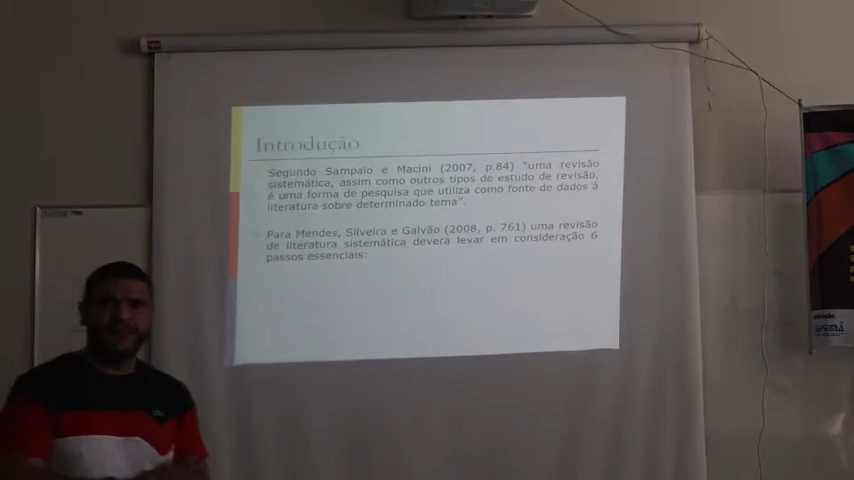 Introdução
Segundo Sampaio e Macini (2007, p.84) "uma revisão
sistemática, assim como outros tipos de estudo de revisão,
é uma forma de pesquisa que utiliza como fonte de dados à
literatura sobre determinado tema".
Para Mendes, Silveira e Galvão (2008, p. 761) uma revisão
de literatura sistemática devera levar em consideração 6
passos essenciais: